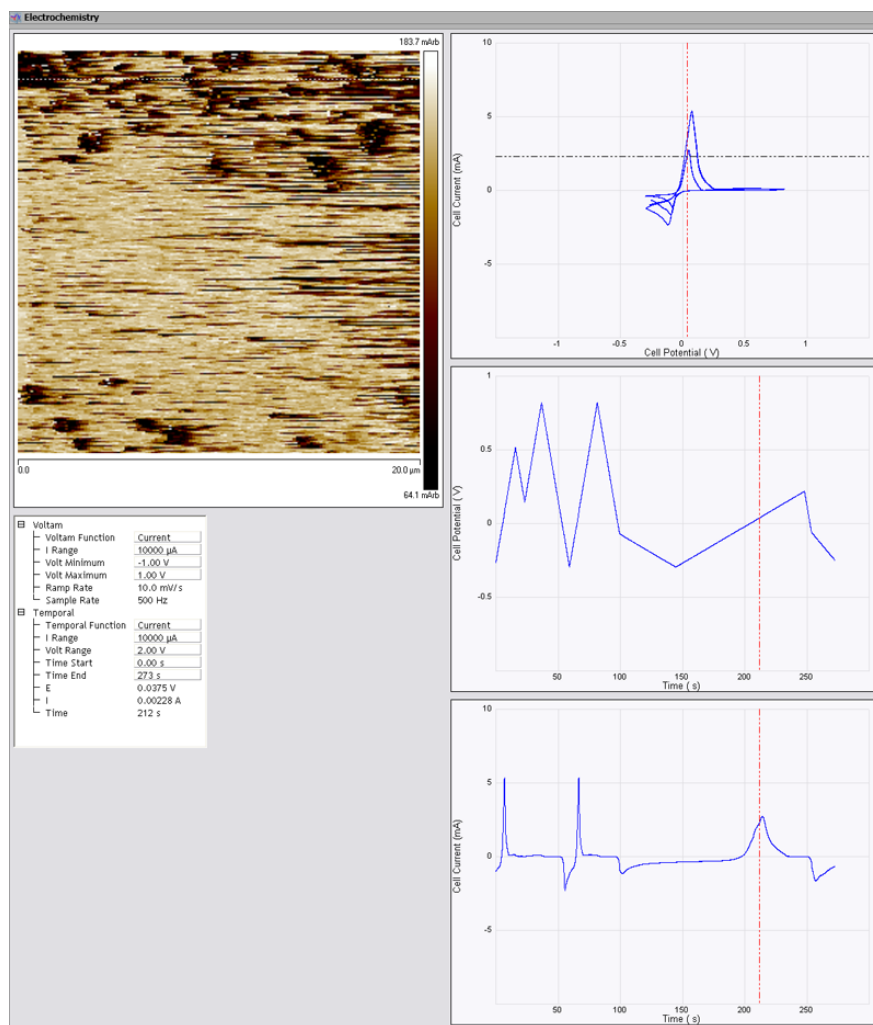 Electrochemistry
183.7 mArb
0.0
20.0 µm
64.1 mArb
Voltam
Voltam Function Current
I Range 10000 µA
Volt Minimum -1.00 V
Volt Maximum 1.00 V
Ramp Rate 10.0 mV/s
Sample Rate 500 Hz
Temporal
Temporal Function Current
I Range 10000 µA
Volt Range 2.00 V
Time Start 0.00 s
Time End 273 s
E 0.0375 V
I 0.00228 A
Time 212 s
10
5
0
-5
Cell Current (mA)
-1
-0.5
0
0.5
1
Cell Potential ( V)
1
0.5
0
-0.5
Cell Potential ( V)
50
100
150
200
250
Time ( s)
10
5
0
-5
Cell Current (mA)
50
100
150
200
250
Time ( s)